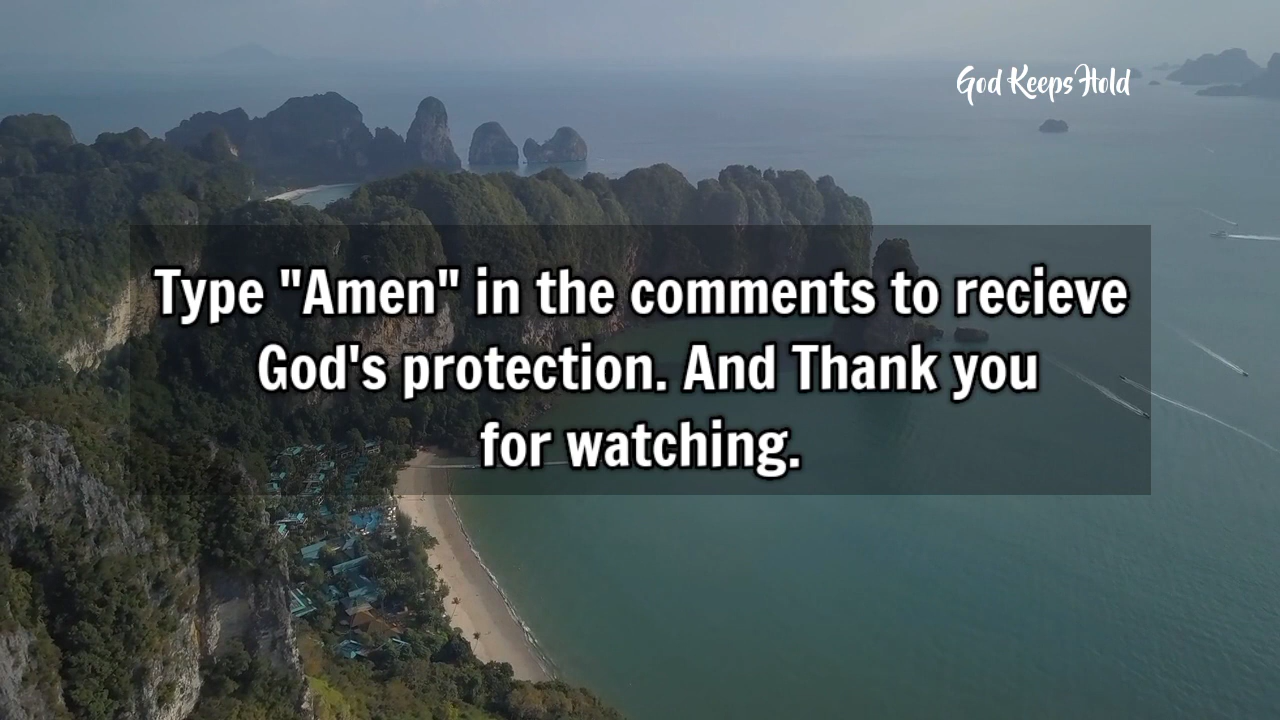 God Keeps Hold
Type "Amen" in the comments to recieve
God's protection. And Thank you
for watching.